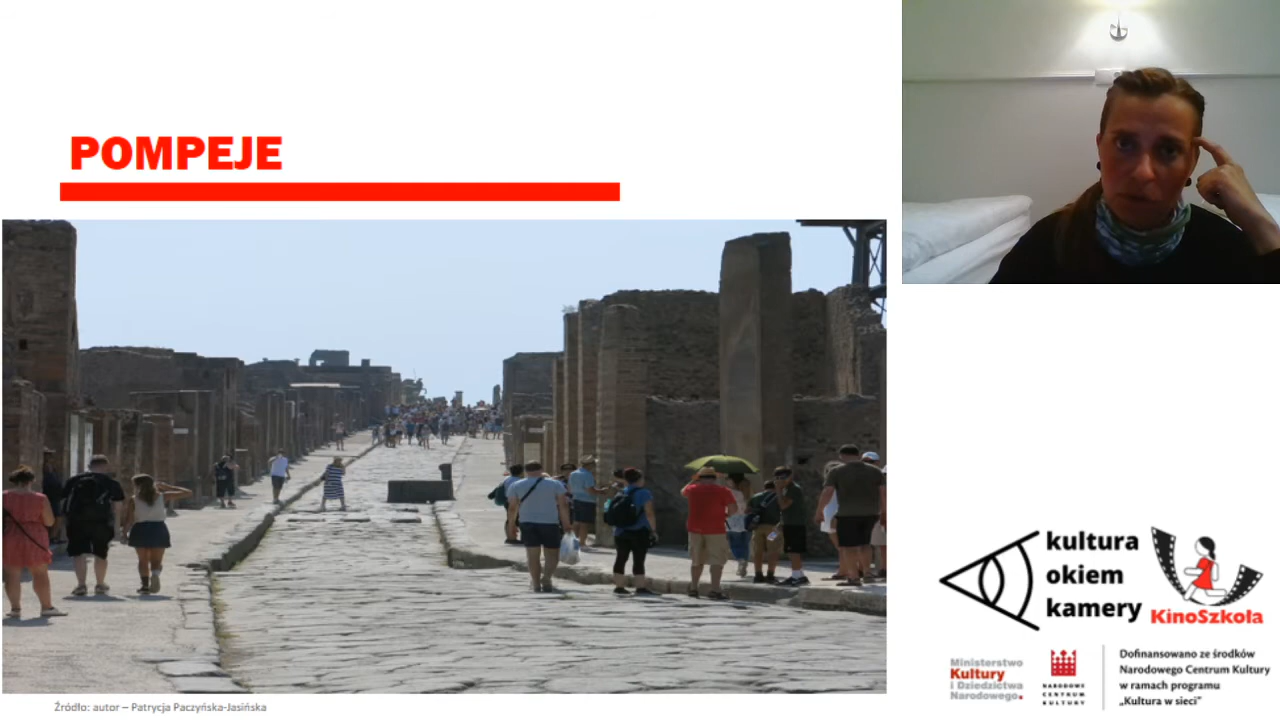 POMPEJE
Źródło: autor – Patrycja Paczyńska-Jasińska
kultura
okiem
kamery
KinoSzkoła
Ministerstwo
Kultury
i Dziedzictwa
Narodowego.
NARODOWE
CENTRUM
KULTURY
Dofinansowano ze środków
Narodowego Centrum Kultury
w ramach programu
„Kultura w sieci”